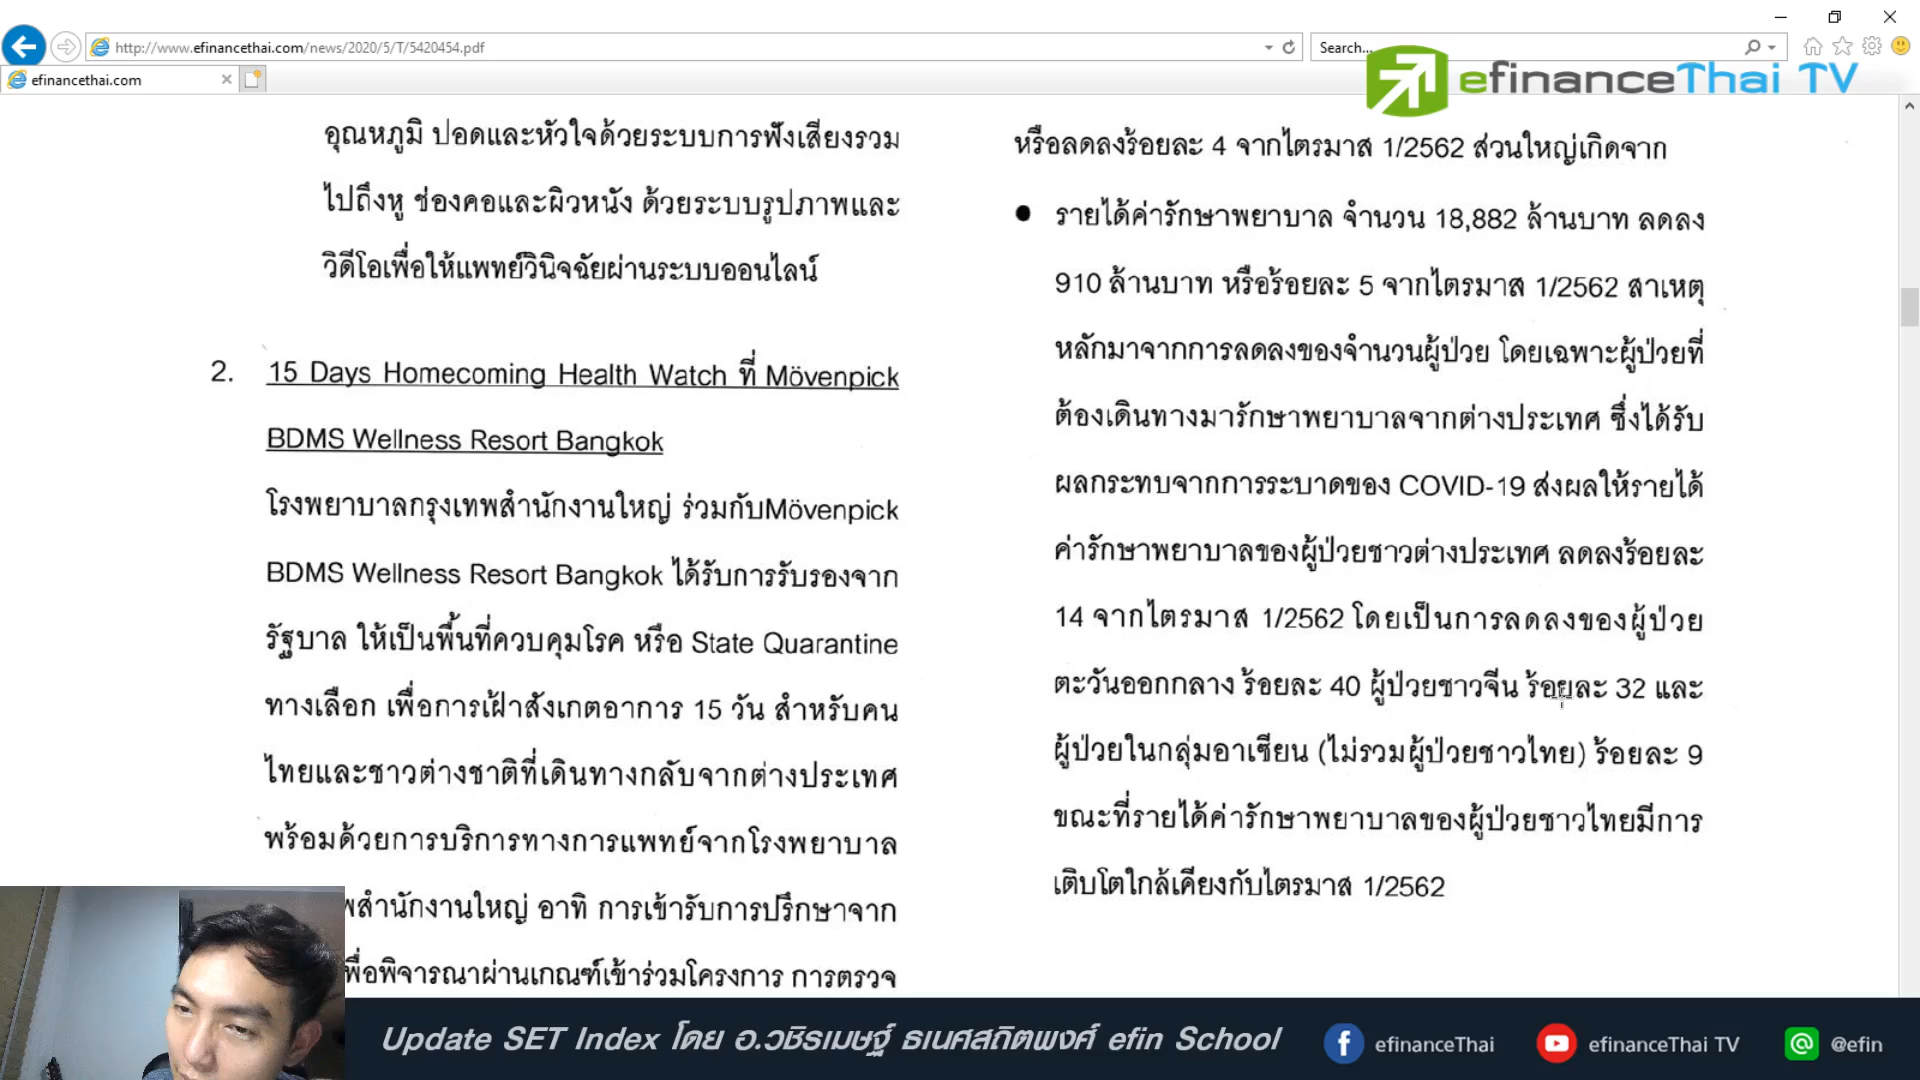 http://www.efinancethai.com/news/2020/5/T/5420454.pdf
Search...
efinancethai.com
efinanceThai TV
อุณหภูมิ ปอดและหัวใจด้วยระบบการฟังเสียงรวม
ไปถึงหู ช่องคอและผิวหนัง ด้วยระบบรูปภาพและ
วิดีโอเพื่อให้แพทย์วินิจฉัยผ่านระบบออนไลน์
2. 15 Days Homecoming Health Watch ที่ Mövenpick
BDMS Wellness Resort Bangkok
โรงพยาบาลกรุงเทพสำนักงานใหญ่ ร่วมกับMövenpick
BDMS Wellness Resort Bangkok ได้รับการรับรองจาก
รัฐบาล ให้เป็นพื้นที่ควบคุมโรค หรือ State Quarantine
ทางเลือก เพื่อการเฝ้าสังเกตอาการ 15 วัน สำหรับคน
ไทยและชาวต่างชาติที่เดินทางกลับจากต่างประเทศ
พร้อมด้วยการบริการทางการแพทย์จากโรงพยาบาล
พสำนักงานใหญ่ อาทิ การเข้ารับการปรึกษาจาก
พื่อพิจารณาผ่านเกณฑ์เข้าร่วมโครงการ การตรวจ
หรือลดลงร้อยละ 4 จากไตรมาส 1/2562 ส่วนใหญ่เกิดจาก
● รายได้ค่ารักษาพยาบาล จำนวน 18,882 ล้านบาท ลดลง
910 ล้านบาท หรือร้อยละ 5 จากไตรมาส 1/2562 สาเหตุ
หลักมาจากการลดลงของจำนวนผู้ป่วย โดยเฉพาะผู้ป่วยที่
ต้องเดินทางมารักษาพยาบาลจากต่างประเทศ ซึ่งได้รับ
ผลกระทบจากการระบาดของ COVID-19 ส่งผลให้รายได้
ค่ารักษาพยาบาลของผู้ป่วยชาวต่างประเทศ ลดลงร้อยละ
14 จากไตรมาส 1/2562 โดยเป็นการลดลงของผู้ป่วย
ตะวันออกกลาง ร้อยละ 40 ผู้ป่วยชาวจีน ร้อยละ 32 และ
ผู้ป่วยในกลุ่มอาเซียน (ไม่รวมผู้ป่วยชาวไทย) ร้อยละ 9
ขณะที่รายได้ค่ารักษาพยาบาลของผู้ป่วยชาวไทยมีการ
เติบโตใกล้เคียงกับไตรมาส 1/2562
Update SET Index โดย อ.วชิรเมษฐ์ ธเนศสถิตพงศ์ efin School
efinanceThai
efinanceThai TV
@efin